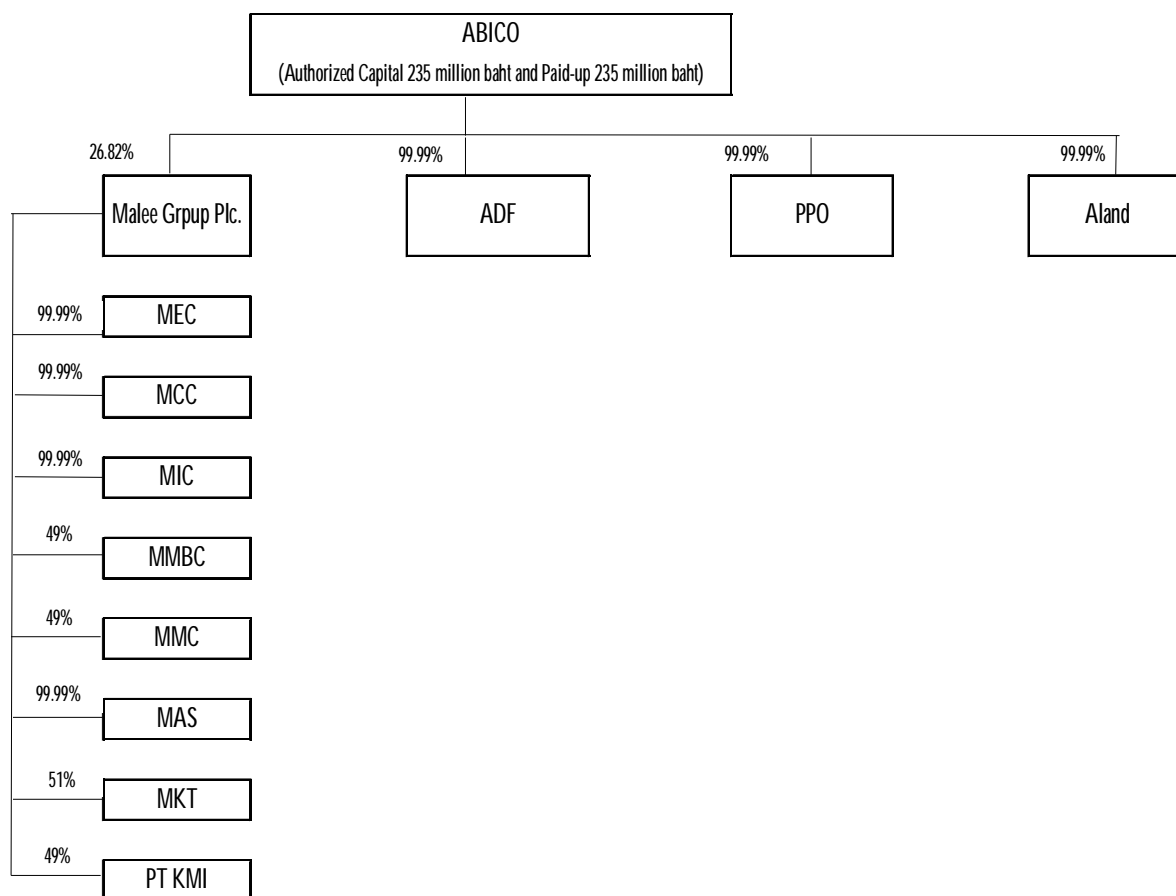 ABICO
(Authorized Capital 235 million baht and Paid-up 235 million baht)
26.82%
99.99%
99.99%
99.99%
Malee Grpup Plc.
ADF
PPO
Aland
99.99%
MEC
99.99%
MCC
99.99%
MIC
49%
MMBC
49%
MMC
99.99%
MAS
51%
MKT
49%
PT KMI